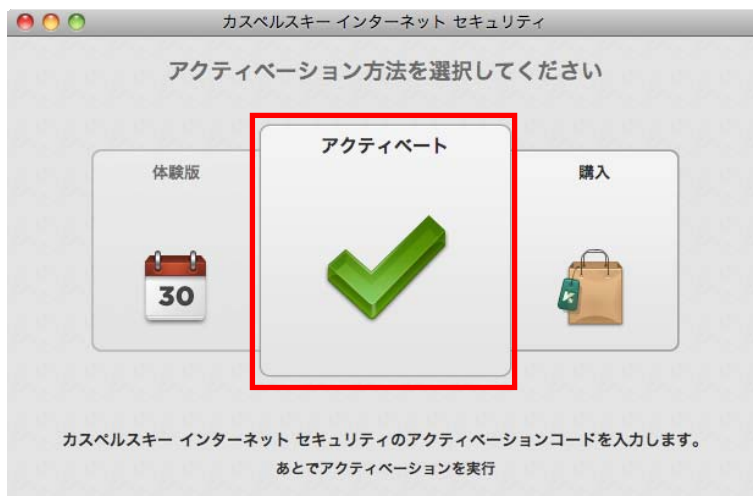 カスペルスキー インターネット セキュリティ
アクティベーション方法を選択してください
体験版
アクティベート
購入
30
カスペルスキー インターネット セキュリティのアクティベーションコードを入力します。
あとでアクティベーションを実行